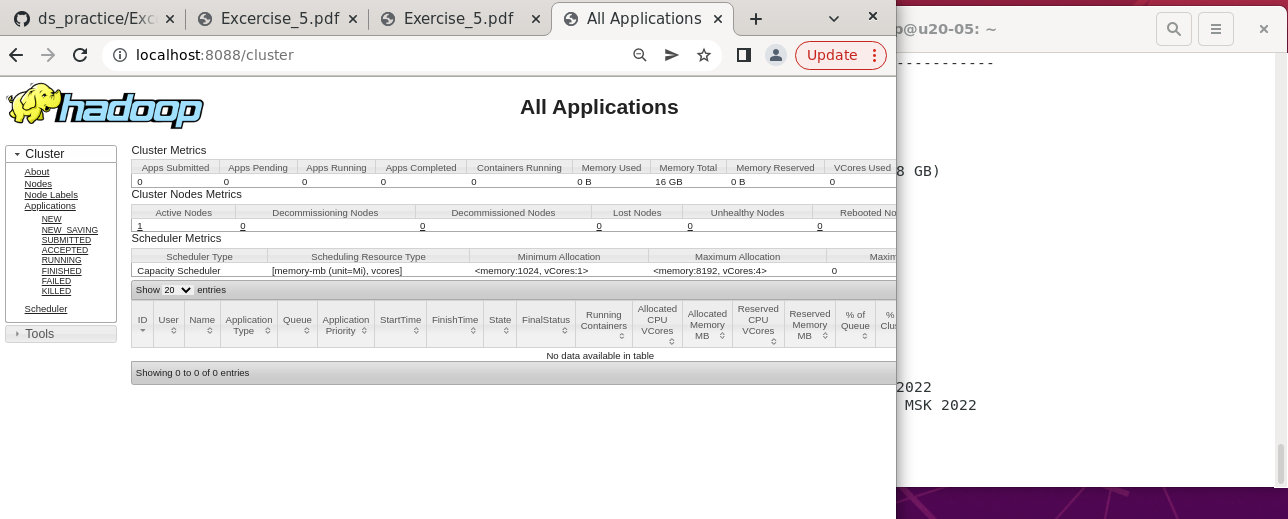 ds_practice/Exc
Excercise_5.pdf
Exercise_5.pdf
All Applications
p@u20-05: ~
localhost:8088/cluster
Update
-----------
hadoop
All Applications
Cluster
About
Nodes
Node Labels
Applications
NEW
NEW_SAVING
SUBMITTED
ACCEPTED
RUNNING
FINISHED
FAILED
KILLED
Scheduler
Tools
Cluster Metrics
Apps Submitted Apps Pending Apps Running Apps Completed Containers Running Memory Used Memory Total Memory Reserved VCores Used
0 0 0 0 0 0 B 16 GB 0 B 0
Cluster Nodes Metrics
Active Nodes Decommissioning Nodes Decommissioned Nodes Lost Nodes Unhealthy Nodes Rebooted No
1 0 0 0 0 0
Scheduler Metrics
Scheduler Type Scheduling Resource Type Minimum Allocation Maximum Allocation Maxim
Capacity Scheduler [memory-mb (unit=Mi), vcores] <memory:1024, vCores:1> <memory:8192, vCores:4> 0
Show 20 entries
ID User Name Application Type Queue Application Priority StartTime FinishTime State FinalStatus Running Containers Allocated CPU VCores Allocated Memory MB Reserved CPU VCores Reserved Memory MB % of Queue % Clus
No data available in table
Showing 0 to 0 of 0 entries
8 GB)
2022
MSK 2022